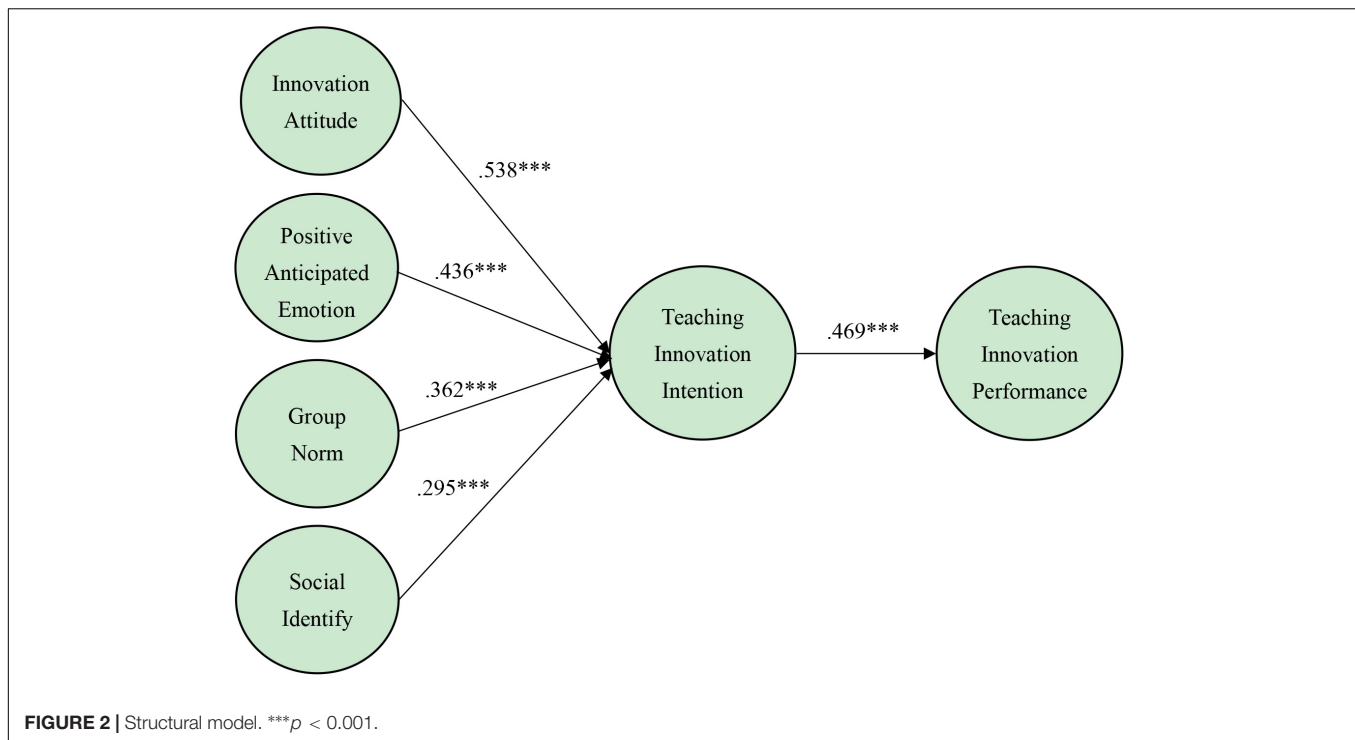 Innovation
Attitude
.538***
Positive
Anticipated
Emotion
.436***
Group
Norm
.362***
Social
Identify
.295***
Teaching
Innovation
Intention
.469***
Teaching
Innovation
Performance
FIGURE 2 | Structural model. ***p < 0.001.